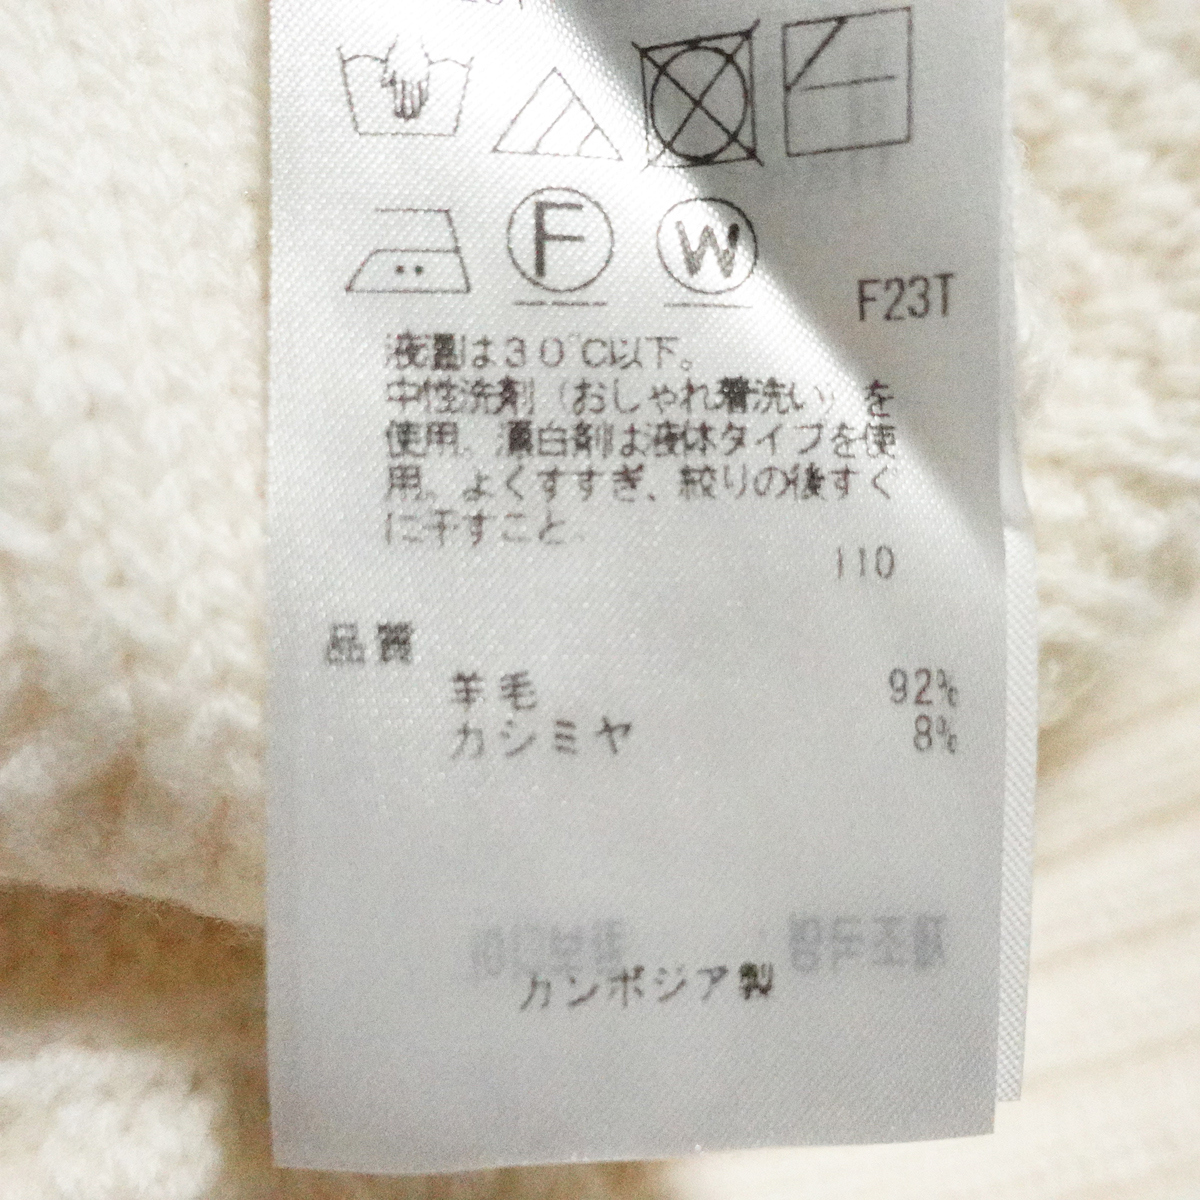 F
W
F23T
液温は30℃以下。
中性洗剤(おしゃれ着洗い)を
使用。漂白剤は液体タイプを使
用。よくすすぎ、絞りの後すぐ
に干すこと。
110
品質
羊毛 92%
カシミヤ 8%
カンボジア製